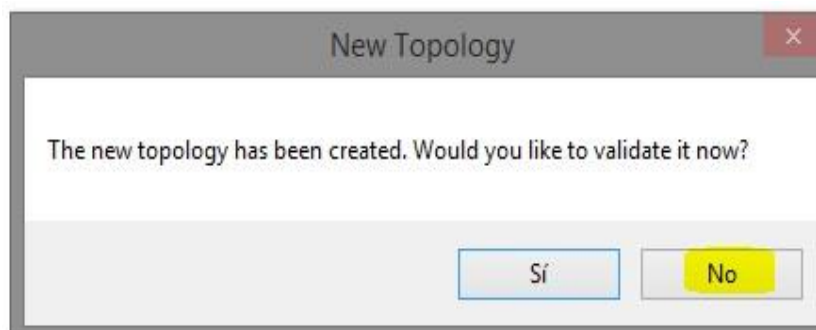 New Topology
The new topology has been created. Would you like to validate it now?
Sí
No